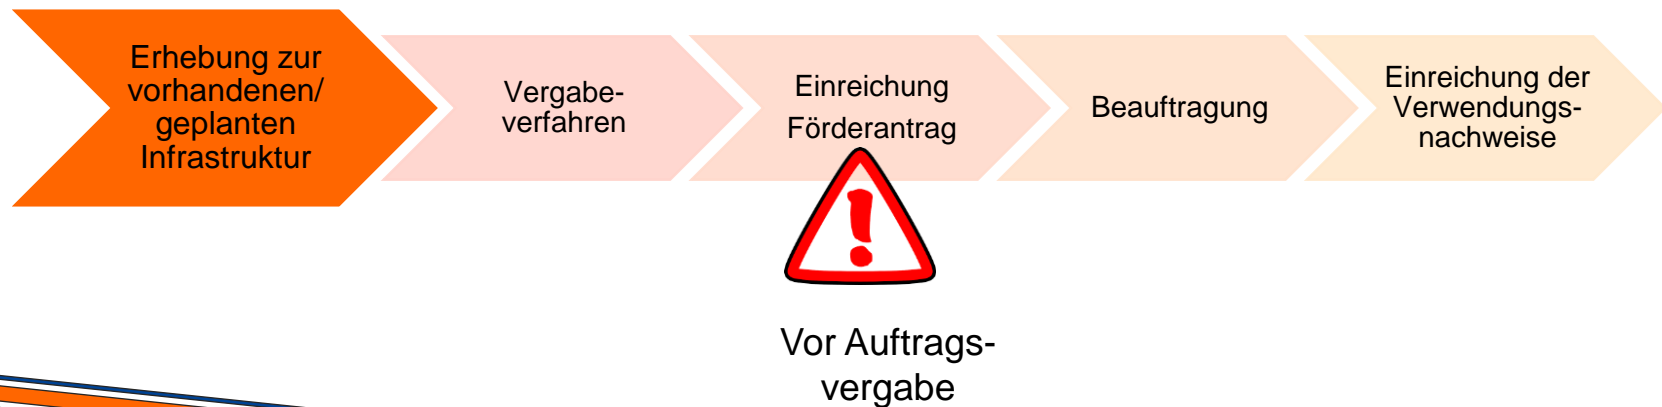 Erhebung zur
vorhandenen/
geplanten
Infrastruktur
Vergabe-
verfahren
Einreichung
Förderantrag
Beauftragung
Einreichung der
Verwendungs-
nachweise
!
Vor Auftrags-
vergabe